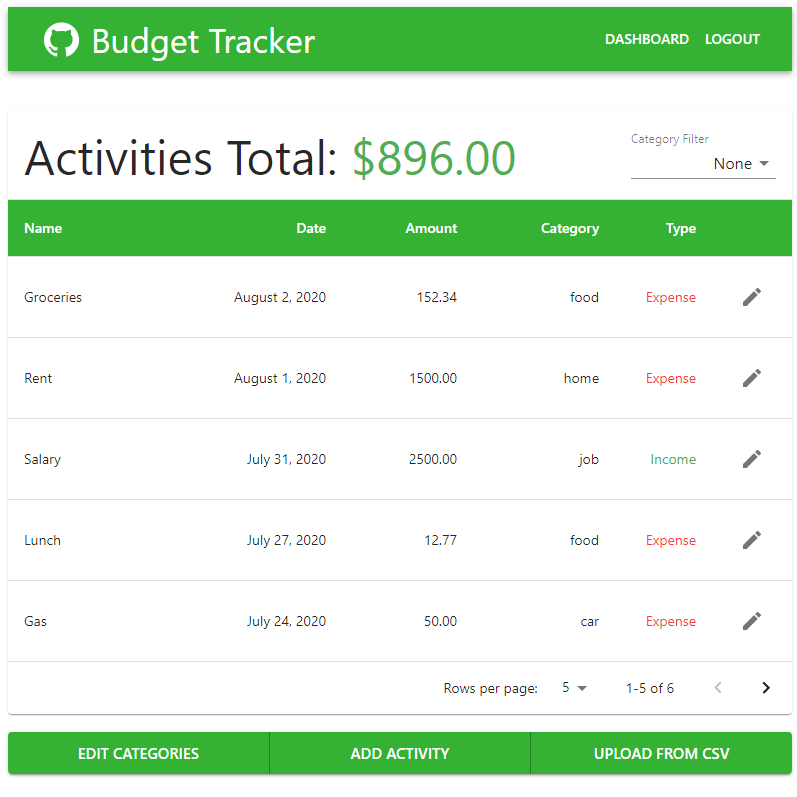 Budget Tracker DASHBOARD LOGOUT
Activities Total: $896.00
Category Filter
None
Name Date Amount Category Type
Groceries August 2, 2020 152.34 food Expense
Rent August 1, 2020 1500.00 home Expense
Salary July 31, 2020 2500.00 job Income
Lunch July 27, 2020 12.77 food Expense
Gas July 24, 2020 50.00 car Expense
Rows per page: 5 1-5 of 6
EDIT CATEGORIES ADD ACTIVITY UPLOAD FROM CSV